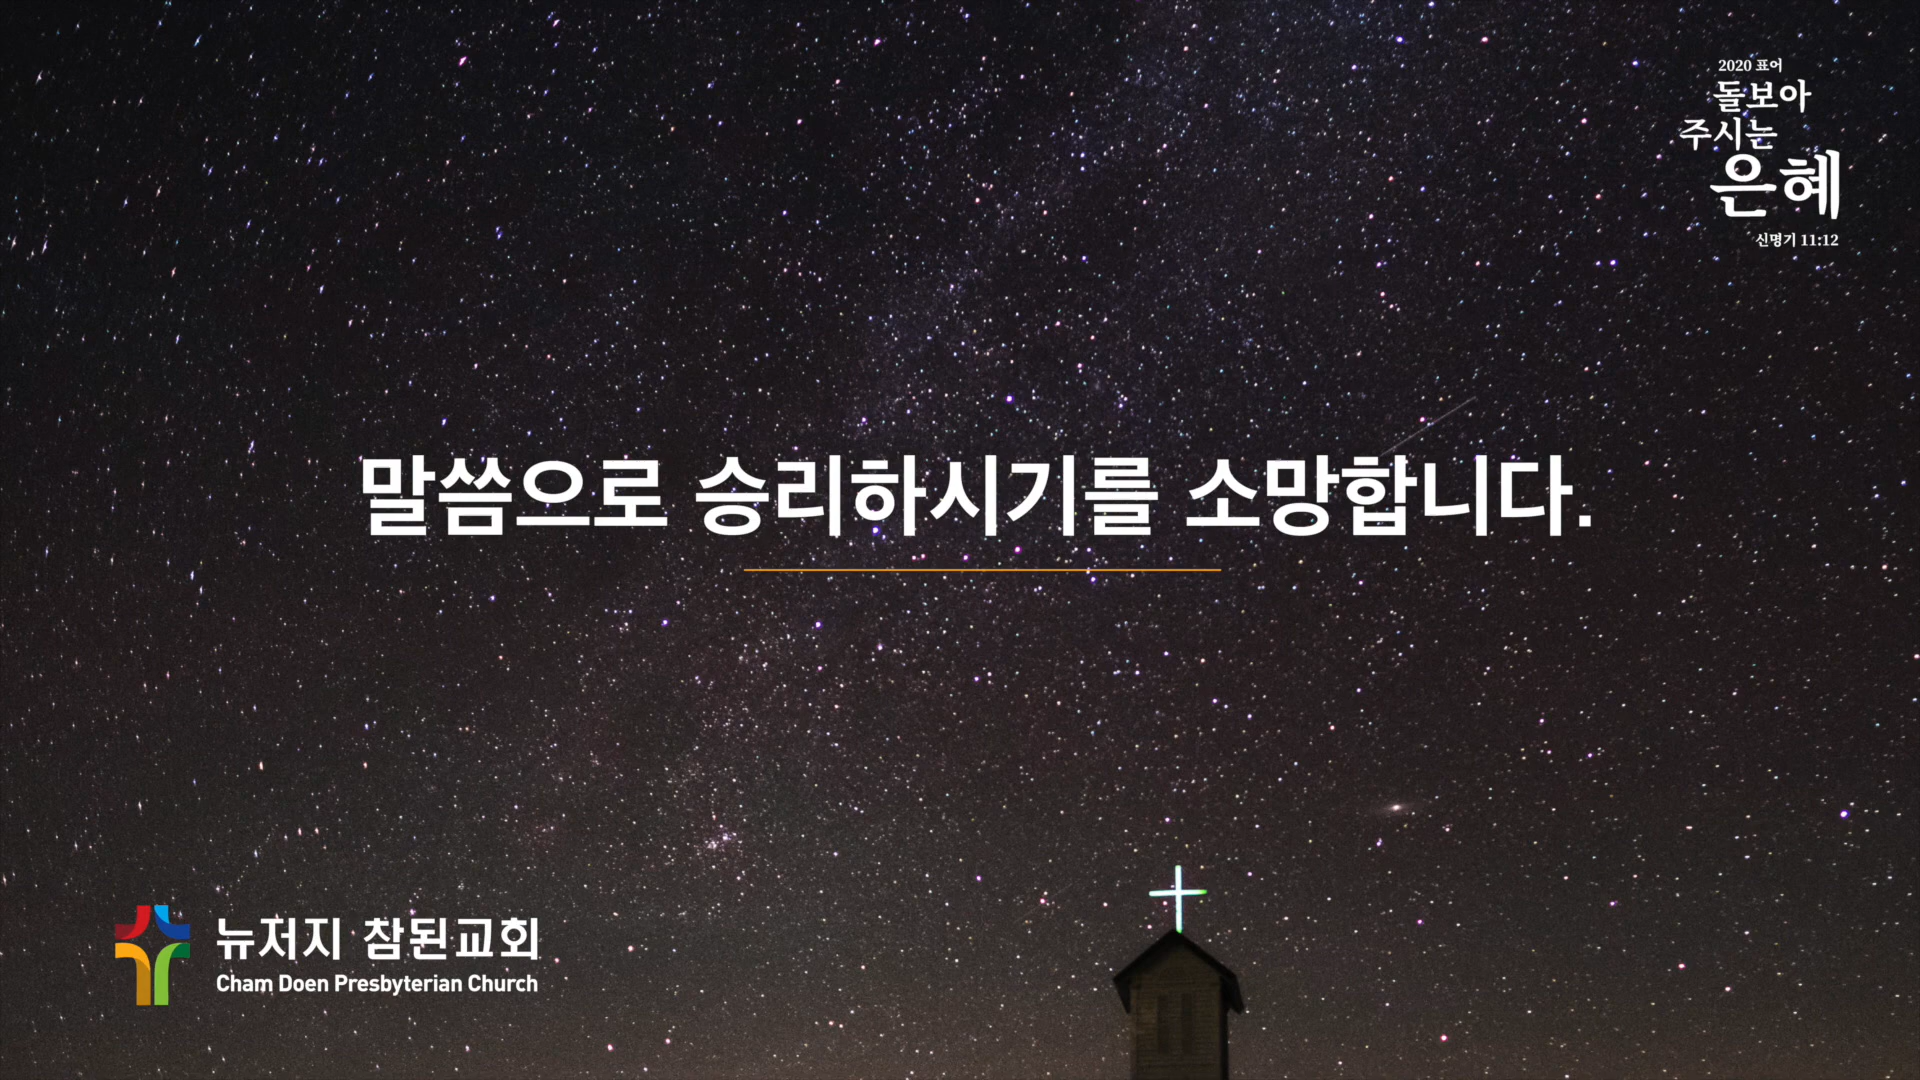 2020 표어
돌보아
주시는
은혜
신명기 11:12
말씀으로 승리하시기를 소망합니다.
뉴저지 참된교회
Cham Doen Presbyterian Church